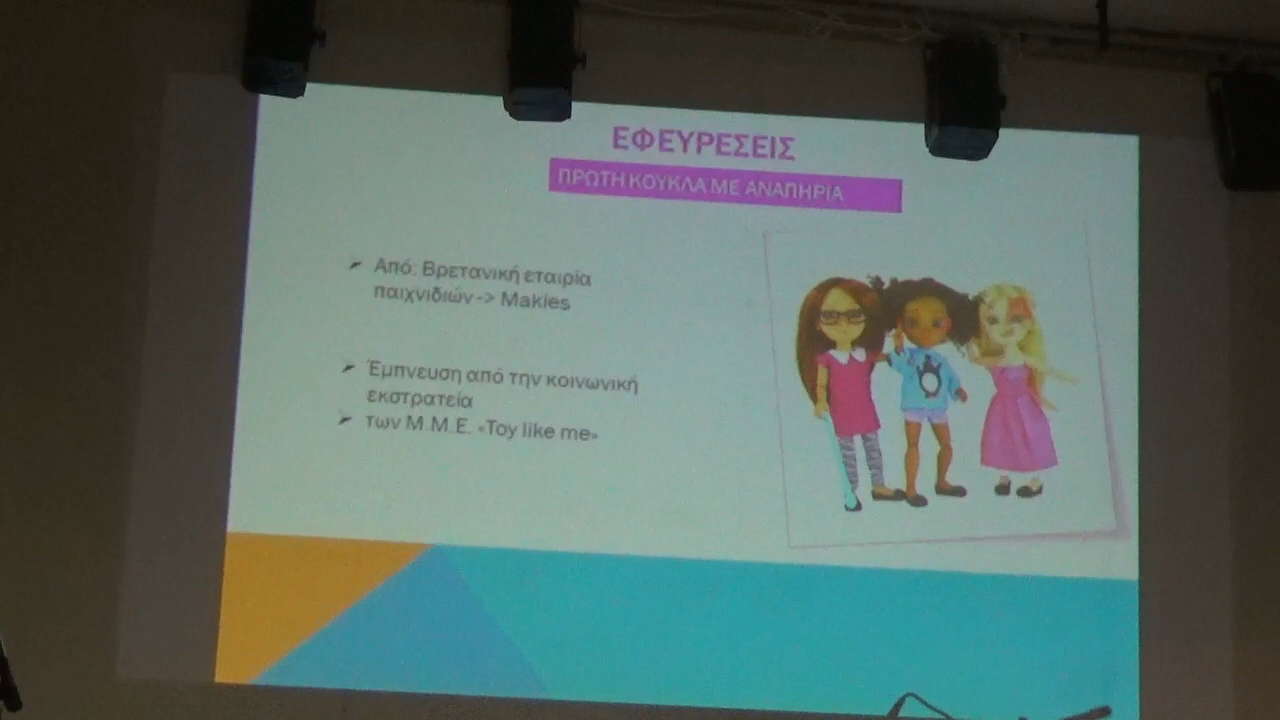 ΕΦΕΥΡΕΣΕΙΣ
ΠΡΩΤΗ ΚΟΥΚΛΑ ΜΕ ΑΝΑΠΗΡΙΑ
➢ Από: Βρετανική εταιρία
παιχνιδιών -> Makies
➢ Έμπνευση από την κοινωνική
εκστρατεία
➢ των Μ.Μ.Ε. «Toy like me»